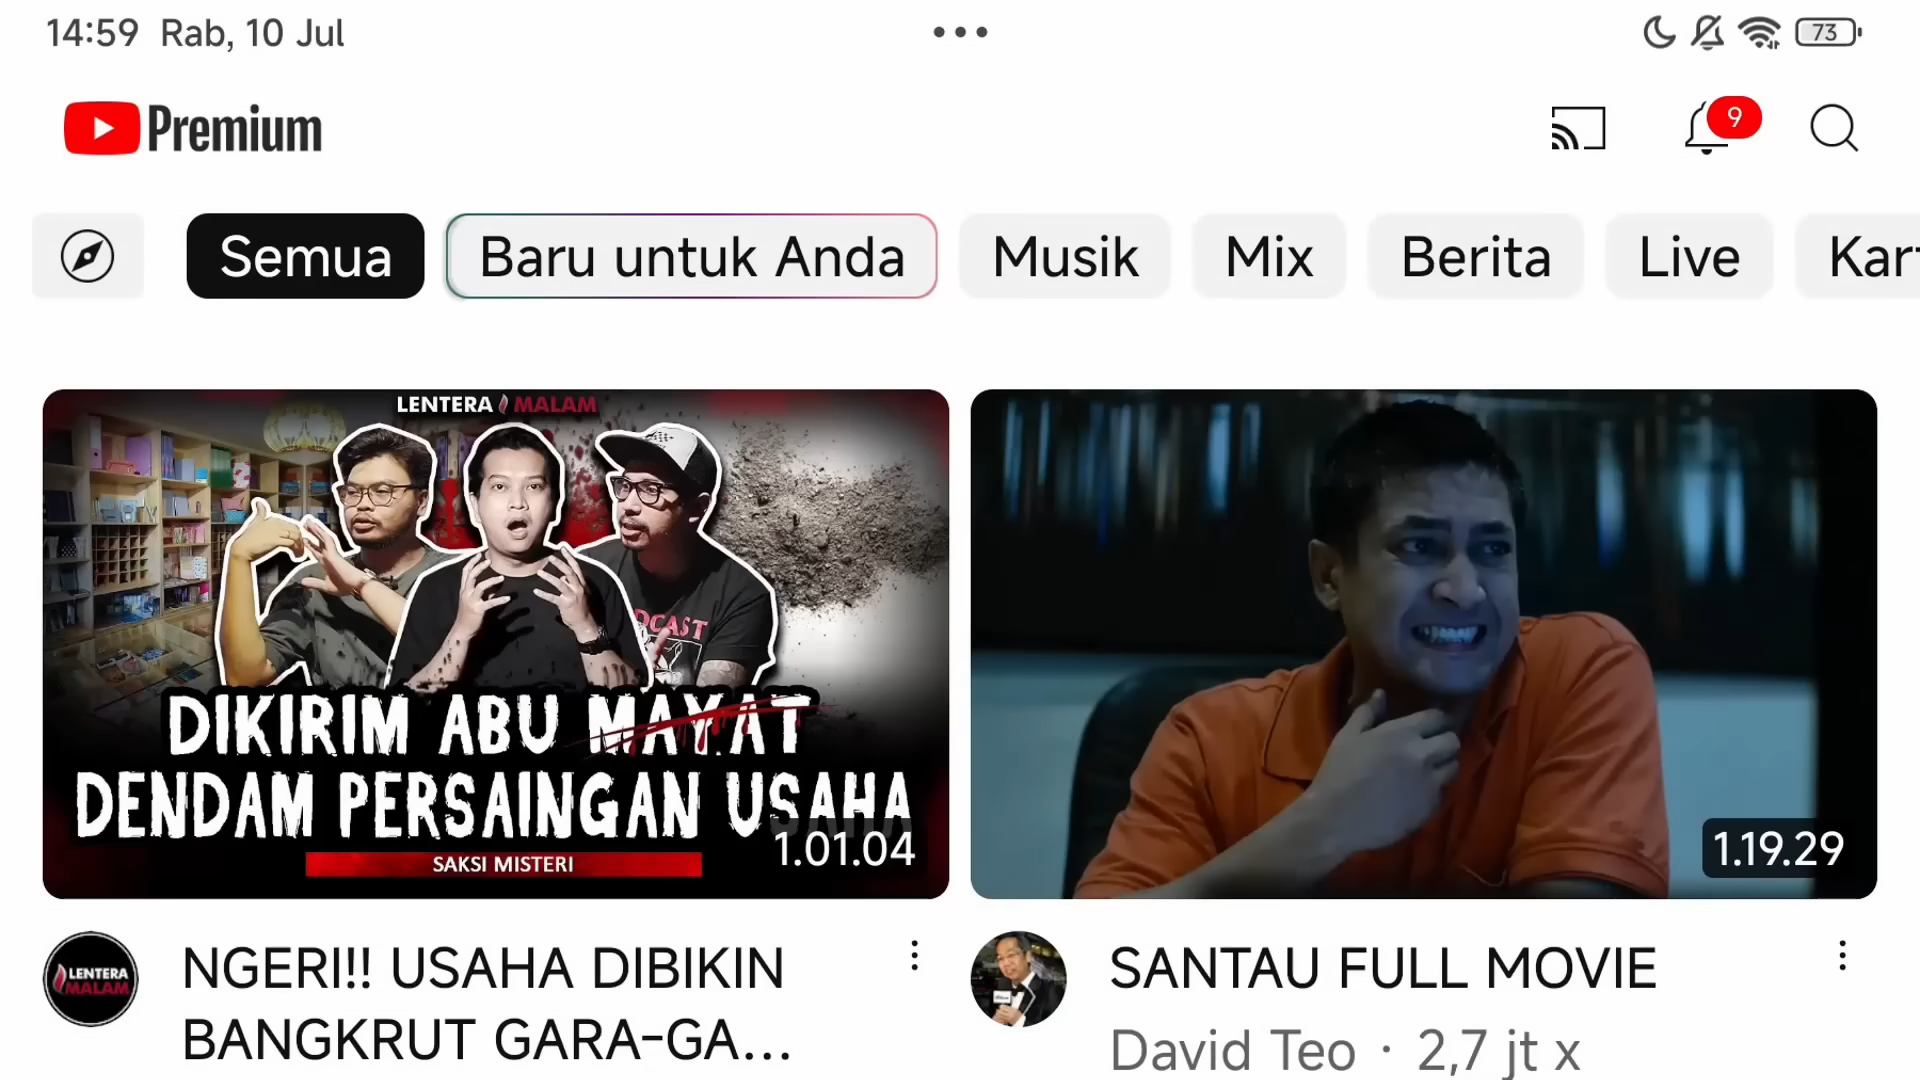 14:59 Rab, 10 Jul
73
Premium
9
Semua
Baru untuk Anda
Musik
Mix
Berita
Live
LENTERA MALAM
DCAST
DIKIRIM ABU MAYAT
DENDAM PERSAINGAN USAHA
SAKSI MISTERI
1.01.04
1.19.29
LENTERA
MALAM
NGERI!! USAHA DIBIKIN
BANGKRUT GARA-GA...
SANTAU FULL MOVIE
David Teo · 2,7 jt x